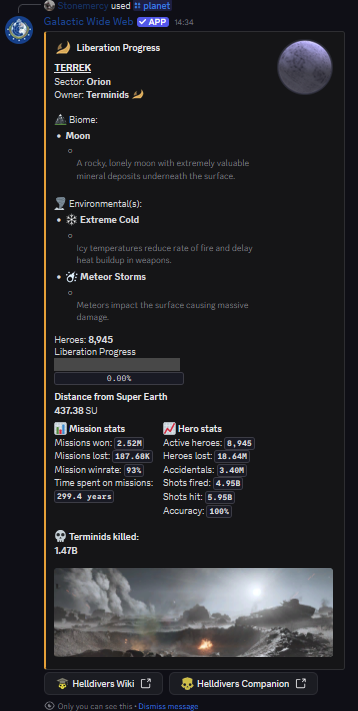 Stonemercy used planet
Galactic Wide Web ✓ APP 14:34
Liberation Progress
TERREK
Sector: Orion
Owner: Terminids
Biome:
• Moon
○
A rocky, lonely moon with extremely valuable
mineral deposits underneath the surface.
Environmental(s):
• Extreme Cold
○
Icy temperatures reduce rate of fire and delay
heat buildup in weapons.
• Meteor Storms
○
Meteors impact the surface causing massive
damage.
Heroes: 8,945
Liberation Progress
0.00%
Distance from Super Earth
437.38 SU
Mission stats
Missions won: 2.52M
Missions lost: 187.68K
Mission winrate: 93%
Time spent on missions:
299.4 years
Hero stats
Active heroes: 8,945
Heroes lost: 18.64M
Accidentals: 3.40M
Shots fired: 4.95B
Shots hit: 5.95B
Accuracy: 100%
Terminids killed:
1.47B
Helldivers Wiki
Helldivers Companion
Only you can see this • Dismiss message